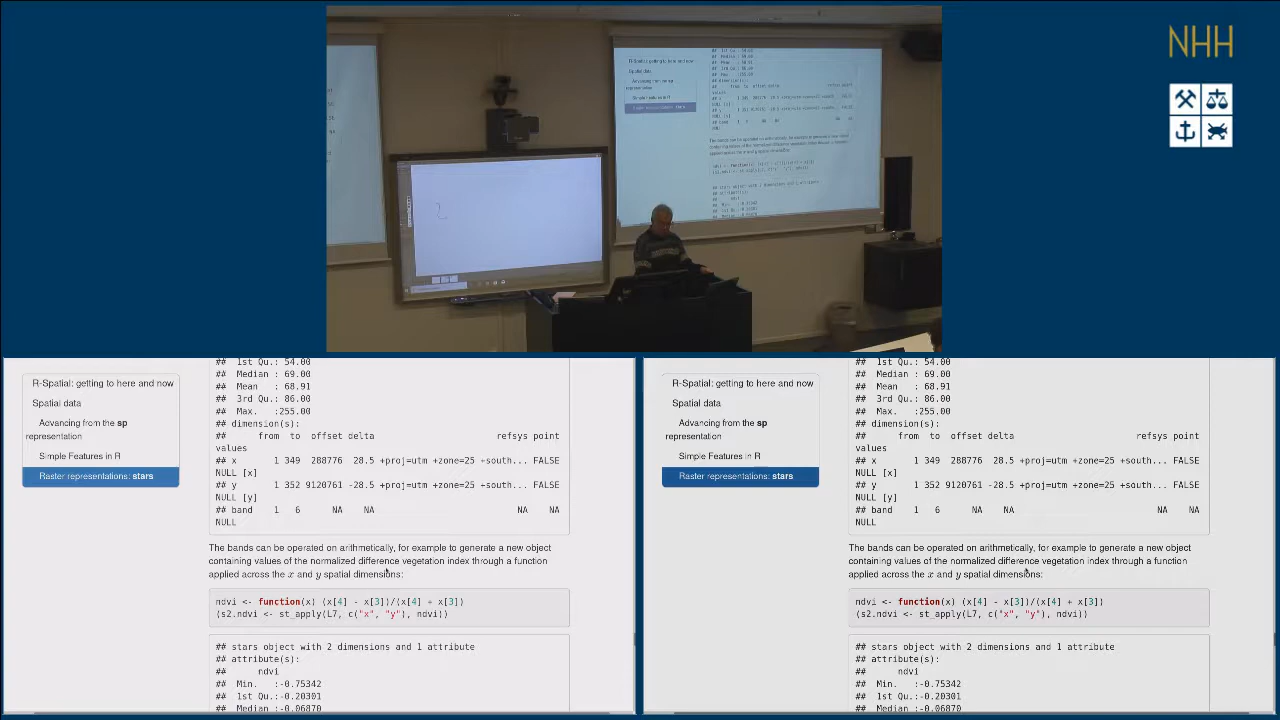 NHH
R-Spatial: getting to here and now
Spatial data
Advancing from the sp
representation
Simple Features in R
Raster representations: stars
## 1st Qu.: 54.00
## Median : 69.00
## Mean : 68.91
## 3rd Qu.: 86.00
## Max. :255.00
## dimension(s):
## from to offset delta refsys point
values
## x 1 349 288776 28.5 +proj=utm +zone=25 +south... FALSE
NULL [x]
## y 1 352 9120761 -28.5 +proj=utm +zone=25 +south... FALSE
NULL [y]
## band 1 6 NA NA NA NA
NULL
The bands can be operated on arithmetically, for example to generate a new object
containing values of the normalized difference vegetation index through a function
applied across the x and y spatial dimensions:
ndvi <- function(x) (x[4] - x[3])/(x[4] + x[3])
(s2.ndvi <- st_apply(L7, c("x", "y"), ndvi))
## stars object with 2 dimensions and 1 attribute
## attribute(s):
## ndvi
## Min. :-0.75342
## 1st Qu.:-0.20301
## Median :-0.06870
R-Spatial: getting to here and now
Spatial data
Advancing from the sp
representation
Simple Features in R
Raster representations: stars
## 1st Qu.: 54.00
## Median : 69.00
## Mean : 68.91
## 3rd Qu.: 86.00
## Max. :255.00
## dimension(s):
## from to offset delta refsys point
values
## x 1 349 288776 28.5 +proj=utm +zone=25 +south... FALSE
NULL [x]
## y 1 352 9120761 -28.5 +proj=utm +zone=25 +south... FALSE
NULL [y]
## band 1 6 NA NA NA NA
NULL
The bands can be operated on arithmetically, for example to generate a new object
containing values of the normalized difference vegetation index through a function
applied across the x and y spatial dimensions:
ndvi <- function(x) (x[4] - x[3])/(x[4] + x[3])
(s2.ndvi <- st_apply(L7, c("x", "y"), ndvi))
## stars object with 2 dimensions and 1 attribute
## attribute(s):
## ndvi
## Min. :-0.75342
## 1st Qu.:-0.20301
## Median :-0.06870